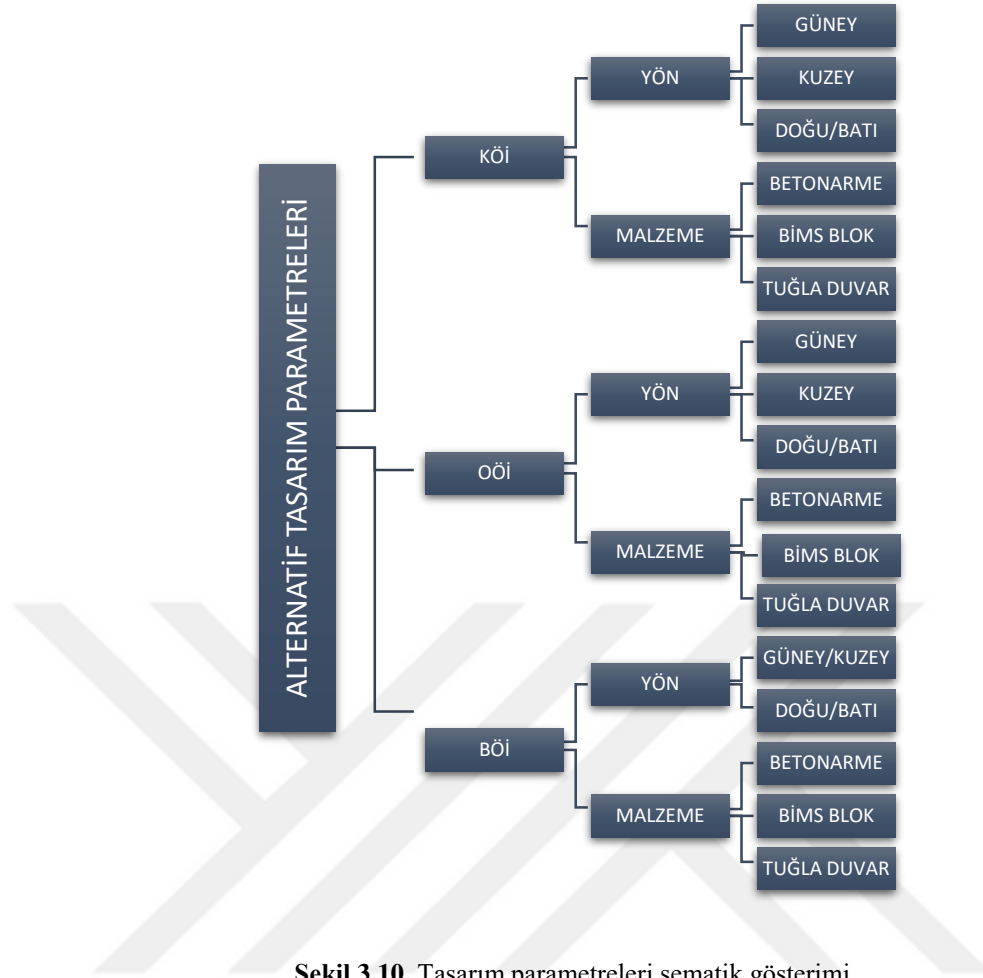 ALTERNATİF TASARIM PARAMETRELERİ
KÖİ
YÖN
GÜNEY
KUZEY
DOĞU/BATI
MALZEME
BETONARME
BİMS BLOK
TUĞLA DUVAR
OÖİ
YÖN
GÜNEY
KUZEY
DOĞU/BATI
MALZEME
BETONARME
BİMS BLOK
TUĞLA DUVAR
BÖİ
YÖN
GÜNEY/KUZEY
DOĞU/BATI
MALZEME
BETONARME
BİMS BLOK
TUĞLA DUVAR
Şekil 3.10. Tasarım parametreleri şematik gösterimi